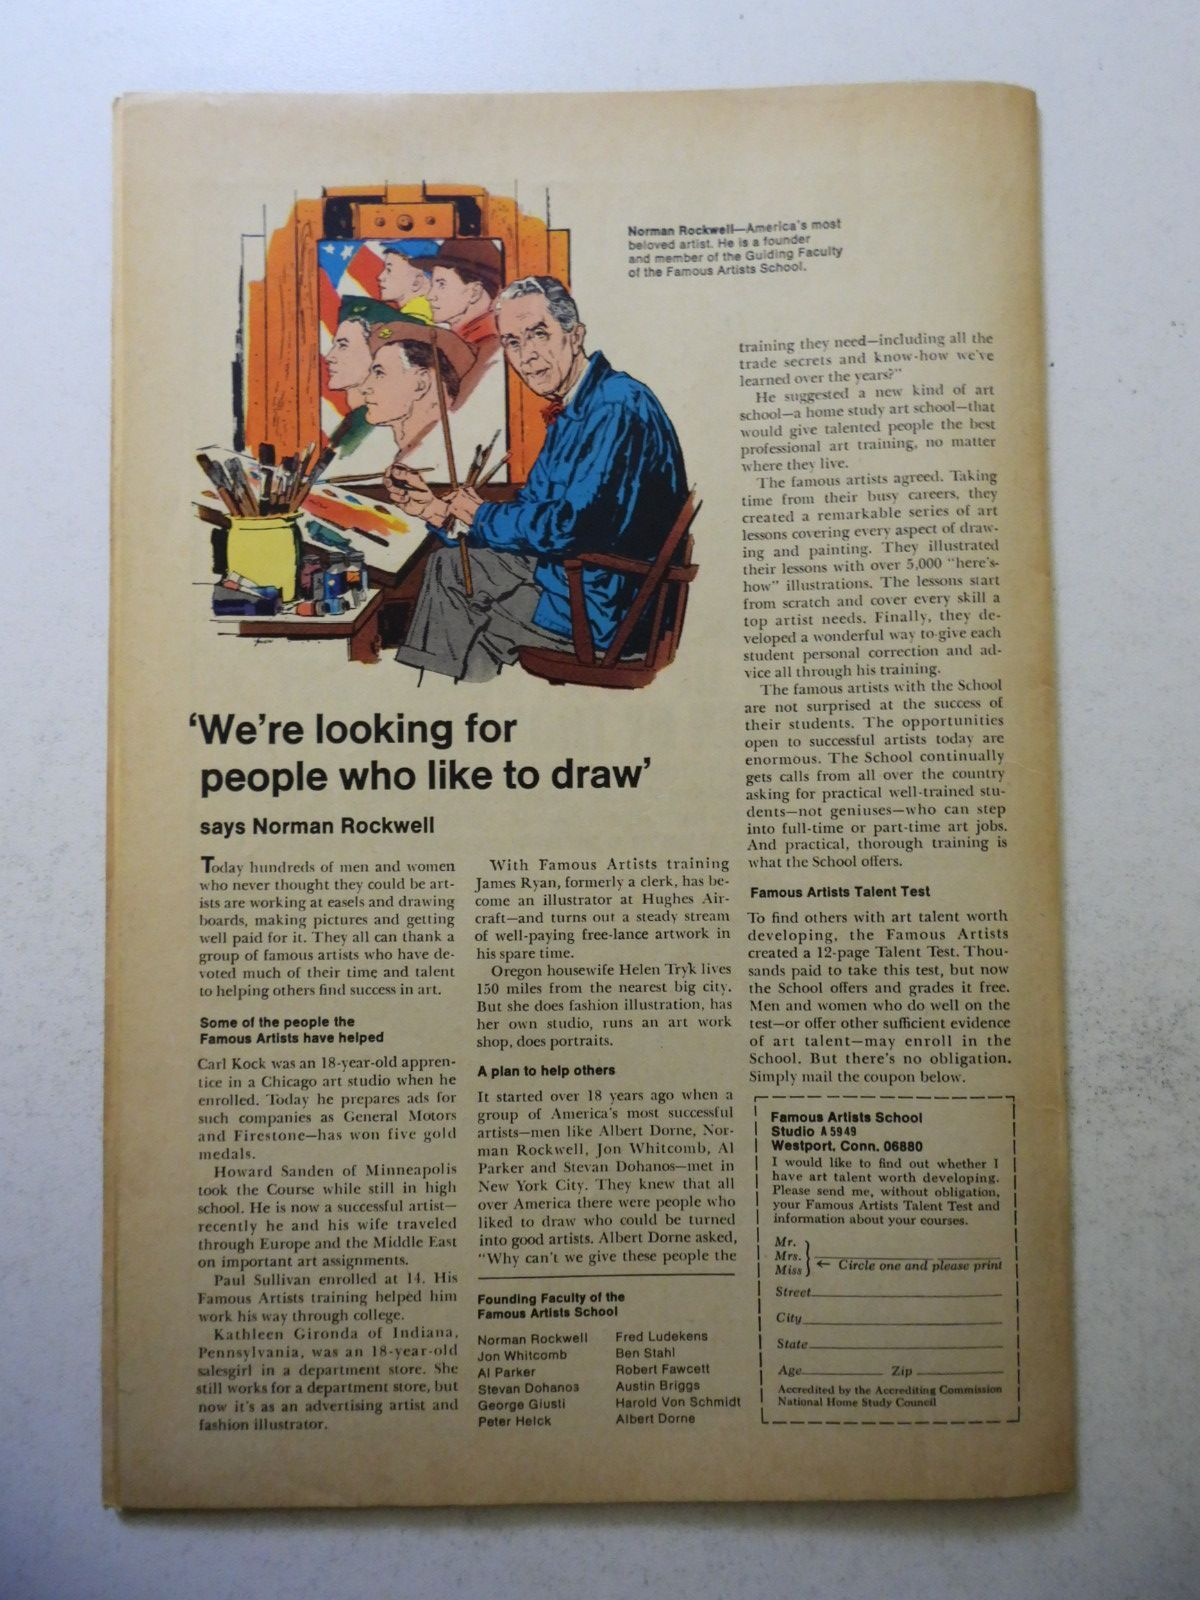 Norman Rockwell—America's most
beloved artist. He is a founder
and member of the Guiding Faculty
of the Famous Artists School.
'We're looking for
people who like to draw'
says Norman Rockwell
Today hundreds of men and women
who never thought they could be art-
ists are working at easels and drawing
boards, making pictures and getting
well paid for it. They all can thank a
group of famous artists who have de-
voted much of their time and talent
to helping others find success in art.
Some of the people the
Famous Artists have helped
Carl Kock was an 18-year-old appren-
tice in a Chicago art studio when he
enrolled. Today he prepares ads for
such companies as General Motors
and Firestone—has won five gold
medals.
Howard Sanden of Minneapolis
took the Course while still in high
school. He is now a successful artist—
recently he and his wife traveled
through Europe and the Middle East
on important art assignments.
Paul Sullivan enrolled at 14. His
Famous Artists training helped him
work his way through college.
Kathleen Gironda of Indiana,
Pennsylvania, was an 18-year-old
salesgirl in a department store. She
still works for a department store, but
now it's as an advertising artist and
fashion illustrator.
With Famous Artists training
James Ryan, formerly a clerk, has be-
come an illustrator at Hughes Air-
craft—and turns out a steady stream
of well-paying free-lance artwork in
his spare time.
Oregon housewife Helen Tryk lives
150 miles from the nearest big city.
But she does fashion illustration, has
her own studio, runs an art work
shop, does portraits.
A plan to help others
It started over 18 years ago when a
group of America's most successful
artists—men like Albert Dorne, Nor-
man Rockwell, Jon Whitcomb, Al
Parker and Stevan Dohanos—met in
New York City. They knew that all
over America there were people who
liked to draw who could be turned
into good artists. Albert Dorne asked,
"Why can't we give these people the
Founding Faculty of the
Famous Artists School
Norman Rockwell
Jon Whitcomb
Al Parker
Stevan Dohanos
George Giusti
Peter Helck
Fred Ludekens
Ben Stahl
Robert Fawcett
Austin Briggs
Harold Von Schmidt
Albert Dorne
training they need—including all the
trade secrets and know-how we've
learned over the years?"
He suggested a new kind of art
school—a home study art school—that
would give talented people the best
professional art training, no matter
where they live.
The famous artists agreed. Taking
time from their busy careers, they
created a remarkable series of art
lessons covering every aspect of draw-
ing and painting. They illustrated
their lessons with over 5,000 "here's-
how" illustrations. The lessons start
from scratch and cover every skill a
top artist needs. Finally, they de-
veloped a wonderful way to give each
student personal correction and ad-
vice all through his training.
The famous artists with the School
are not surprised at the success of
their students. The opportunities
open to successful artists today are
enormous. The School continually
gets calls from all over the country
asking for practical well-trained stu-
dents—not geniuses—who can step
into full-time or part-time art jobs.
And practical, thorough training is
what the School offers.
Famous Artists Talent Test
To find others with art talent worth
developing, the Famous Artists
created a 12-page Talent Test. Thou-
sands paid to take this test, but now
the School offers and grades it free.
Men and women who do well on the
test—or offer other sufficient evidence
of art talent—may enroll in the
School. But there's no obligation.
Simply mail the coupon below.
Famous Artists School
Studio A5949
Westport, Conn. 06880
I would like to find out whether I
have art talent worth developing.
Please send me, without obligation,
your Famous Artists Talent Test and
information about your courses.
Mr.
Mrs.
Miss ← Circle one and please print
Street
City
State
Age Zip
Accredited by the Accrediting Commission
National Home Study Council